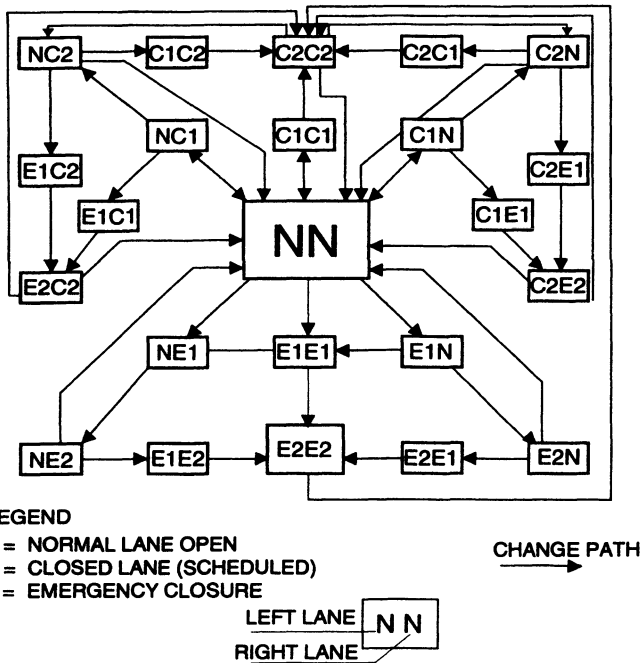 NC2 C1C2 C2C2 C2C1 C2N
NC1 C1C1 C1N
E1C2 C2E1
E1C1 C1E1
NN
E2C2 C2E2
NE1 E1E1 E1N
NE2 E1E2 E2E2 E2E1 E2N
EGEND
= NORMAL LANE OPEN
= CLOSED LANE (SCHEDULED)
= EMERGENCY CLOSURE
CHANGE PATH
LEFT LANE N N
RIGHT LANE